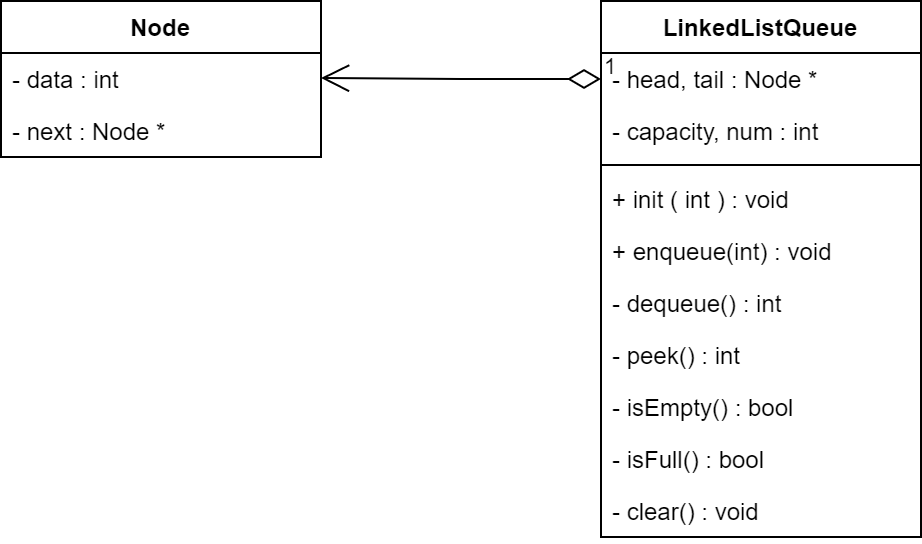 Node
- data : int
- next : Node *
LinkedListQueue
1
- head, tail : Node *
- capacity, num : int
+ init ( int ) : void
+ enqueue(int) : void
- dequeue() : int
- peek() : int
- isEmpty() : bool
- isFull() : bool
- clear() : void